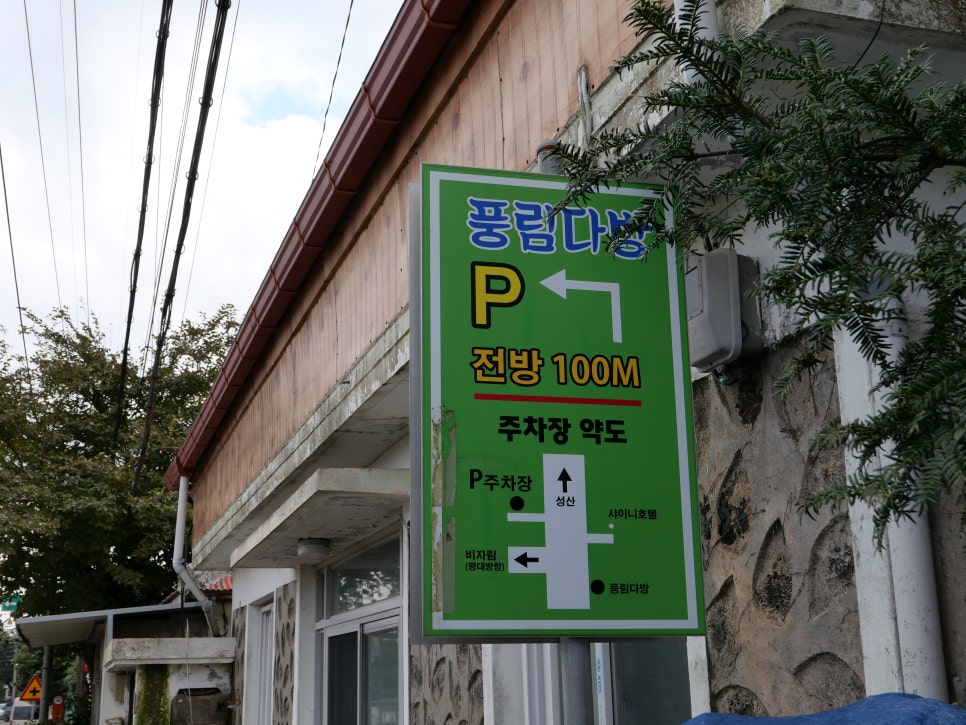 풍림다방
P
전방 100M
주차장 약도
P주차장
성산
샤이니호텔
비자림
(평대방향)
풍림다방